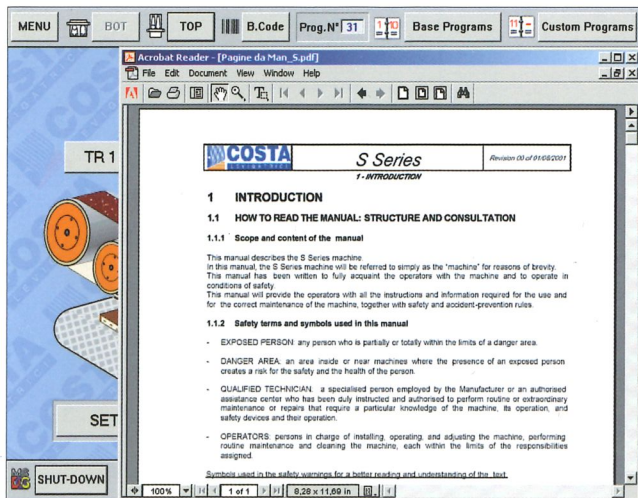 MENU
BOT
TOP
B.Code
Prog.N° 31
1 10
Base Programs
11
Custom Programs
Acrobat Reader - [Pagine da Man_S.pdf]
File Edit Document View Window Help
TR 1
COSTA
LEVIGATRICI
S Series
Revision 00 of 01/08/2001
1 - INTRODUCTION
1 INTRODUCTION
1.1 HOW TO READ THE MANUAL: STRUCTURE AND CONSULTATION
1.1.1 Scope and content of the manual
This manual describes the S Series machine.
In this manual, the S Series machine will be referred to simply as the "machine" for reasons of brevity.
This manual has been written to fully acquaint the operators with the machine and to operate in
conditions of safety.
This manual will provide the operators with all the instructions and information required for the use and
for the correct maintenance of the machine, together with safety and accident-prevention rules.
1.1.2 Safety terms and symbols used in this manual
- EXPOSED PERSON: any person who is partially or totally within the limits of a danger area.
- DANGER AREA: an area inside or near machines where the presence of an exposed person
creates a risk for the safety and the health of the person.
- QUALIFIED TECHNICIAN: a specialised person employed by the Manufacturer or an authorised
assistance center who has been duly instructed and authorised to perform routine or extraordinary
maintenance or repairs that require a particular knowledge of the machine, its operation, and
safety devices and their operation.
- OPERATORS: persons in charge of installing, operating, and adjusting the machine, performing
routine maintenance and cleaning the machine, each within the limits of the responsibilities
assigned.
Symbols used in the safety warnings for a better reading and understanding of the text.
SET
SHUT-DOWN
100%
1 of 1
8,28 x 11,69 in